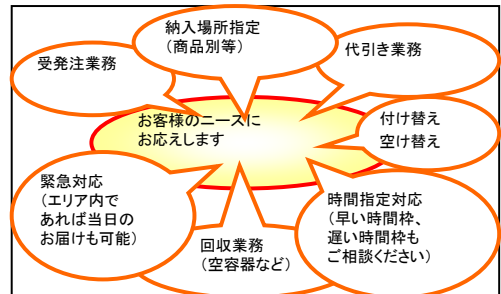 納入場所指定
(商品別等)
代引き業務
受発注業務
お客様のニースに
お応えします
付け替え
空け替え
緊急対応
(エリア内で
あれば当日の
お届けも可能)
時間指定対応
(早い時間枠、
遅い時間枠も
ご相談ください)
回収業務
(空容器など)